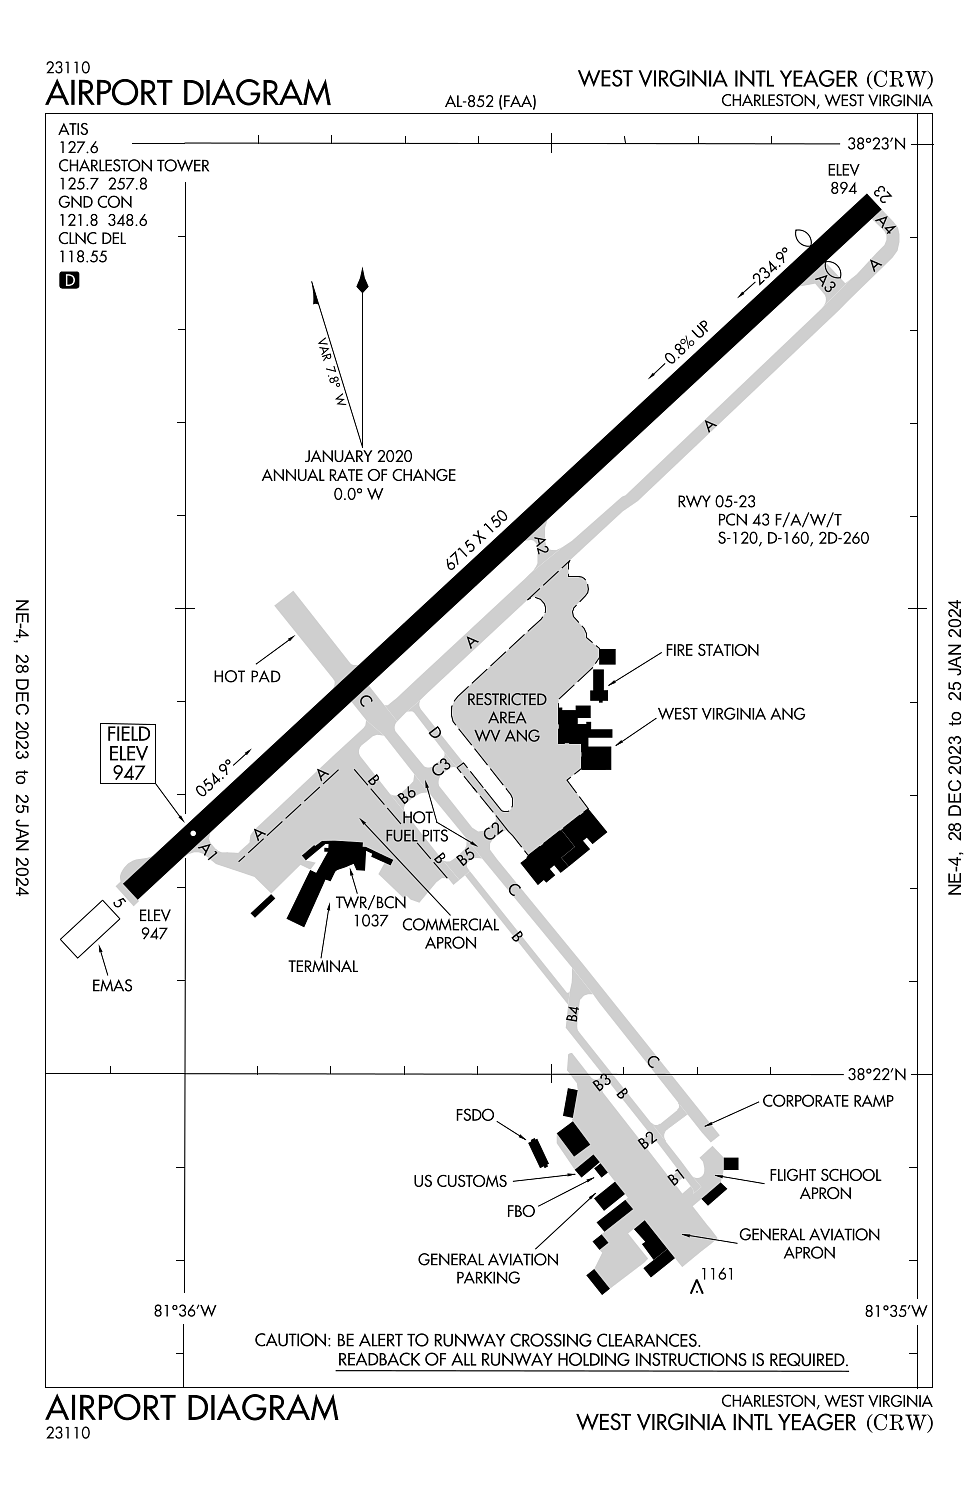 23110
AIRPORT DIAGRAM
AL-852 (FAA)
WEST VIRGINIA INTL YEAGER (CRW)
CHARLESTON, WEST VIRGINIA
ATIS
127.6
CHARLESTON TOWER
125.7 257.8
GND CON
121.8 348.6
CLNC DEL
118.55
D
38°23'N
ELEV
894
23
A4
A
A3
234.9°
0.8% UP
VAR 7.8° W
JANUARY 2020
ANNUAL RATE OF CHANGE
0.0° W
A
RWY 05-23
PCN 43 F/A/W/T
S-120, D-160, 2D-260
6715 X 150
A2
A
HOT PAD
FIRE STATION
RESTRICTED
AREA
WV ANG
WEST VIRGINIA ANG
C
D
FIELD
ELEV
947
054.9°
A
B
C3
B6
HOT
FUEL PITS
A
A1
C2
B
B5
C
5
ELEV
947
EMAS
TWR/BCN
1037
COMMERCIAL
APRON
TERMINAL
B
B4
C
38°22'N
B3
B
CORPORATE RAMP
FSDO
B2
US CUSTOMS
B1
FLIGHT SCHOOL
APRON
FBO
GENERAL AVIATION
APRON
GENERAL AVIATION
PARKING
1161
81°36'W
81°35'W
CAUTION: BE ALERT TO RUNWAY CROSSING CLEARANCES.
READBACK OF ALL RUNWAY HOLDING INSTRUCTIONS IS REQUIRED.
NE-4, 28 DEC 2023 to 25 JAN 2024
NE-4, 28 DEC 2023 to 25 JAN 2024
AIRPORT DIAGRAM
23110
CHARLESTON, WEST VIRGINIA
WEST VIRGINIA INTL YEAGER (CRW)